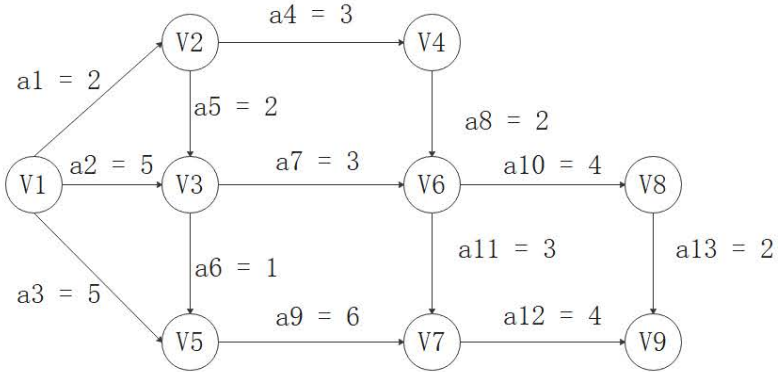 a4 = 3
V2
V4
a1 = 2
a5 = 2
a8 = 2
a2 = 5
a7 = 3
a10 = 4
V1
V3
V6
V8
a11 = 3
a13 = 2
a6 = 1
a3 = 5
a9 = 6
a12 = 4
V5
V7
V9